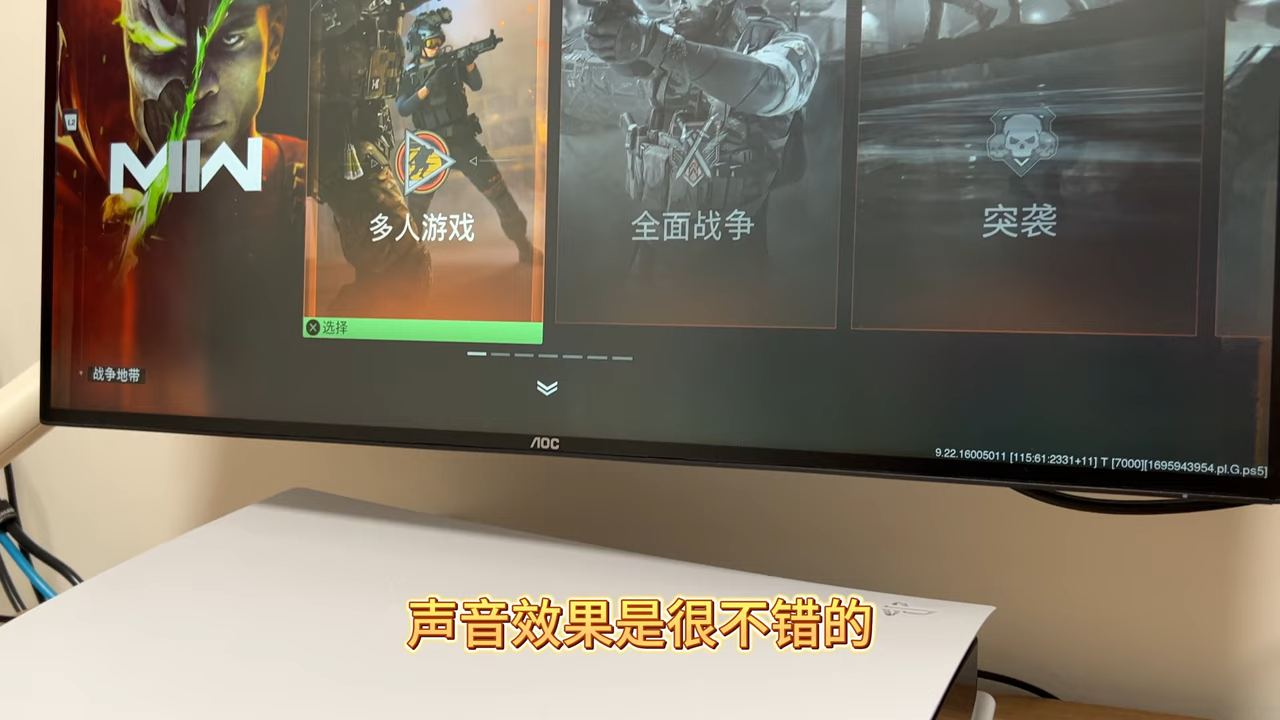 L2
MW
多人游戏
全面战争
突袭
选择
战争地带
AOC
9.22.16005011 [115:61:2331+11] T [7000][1695943954.pl.G.ps5]
声音效果是很不错的